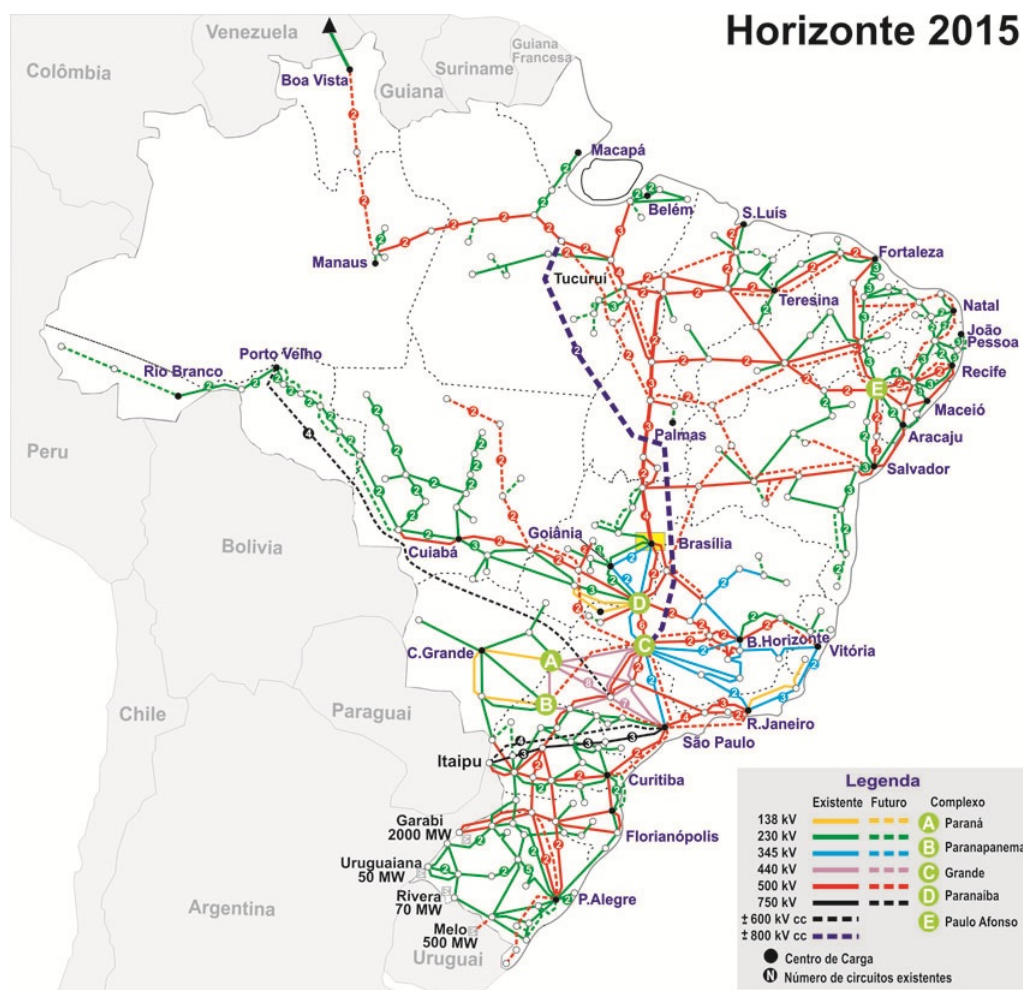 Horizonte 2015
Venezuela
Colômbia
Guiana
Francesa
Suriname
Guiana
Boa Vista
Macapá
Belém
S.Luís
Manaus
Fortaleza
Tucuruí
Teresina
Natal
João
Pessoa
Porto Velho
Rio Branco
Recife
Maceió
Palmas
Aracaju
Peru
Salvador
Goiânia
Brasília
Cuiabá
Bolivia
B.Horizonte
C.Grande
Vitória
A
B
C
D
E
Chile
Paraguai
R.Janeiro
São Paulo
Itaipu
Curitiba
Garabi
2000 MW
Florianópolis
Uruguaiana
50 MW
Rivera
70 MW
P.Alegre
Melo
500 MW
Argentina
Uruguai
Legenda
Existente Futuro Complexo
138 kV A Paraná
230 kV B Paranapanema
345 kV C Grande
440 kV D Paranaíba
500 kV E Paulo Afonso
750 kV
± 600 kV cc
± 800 kV cc
Centro de Carga
N Número de circuitos existentes